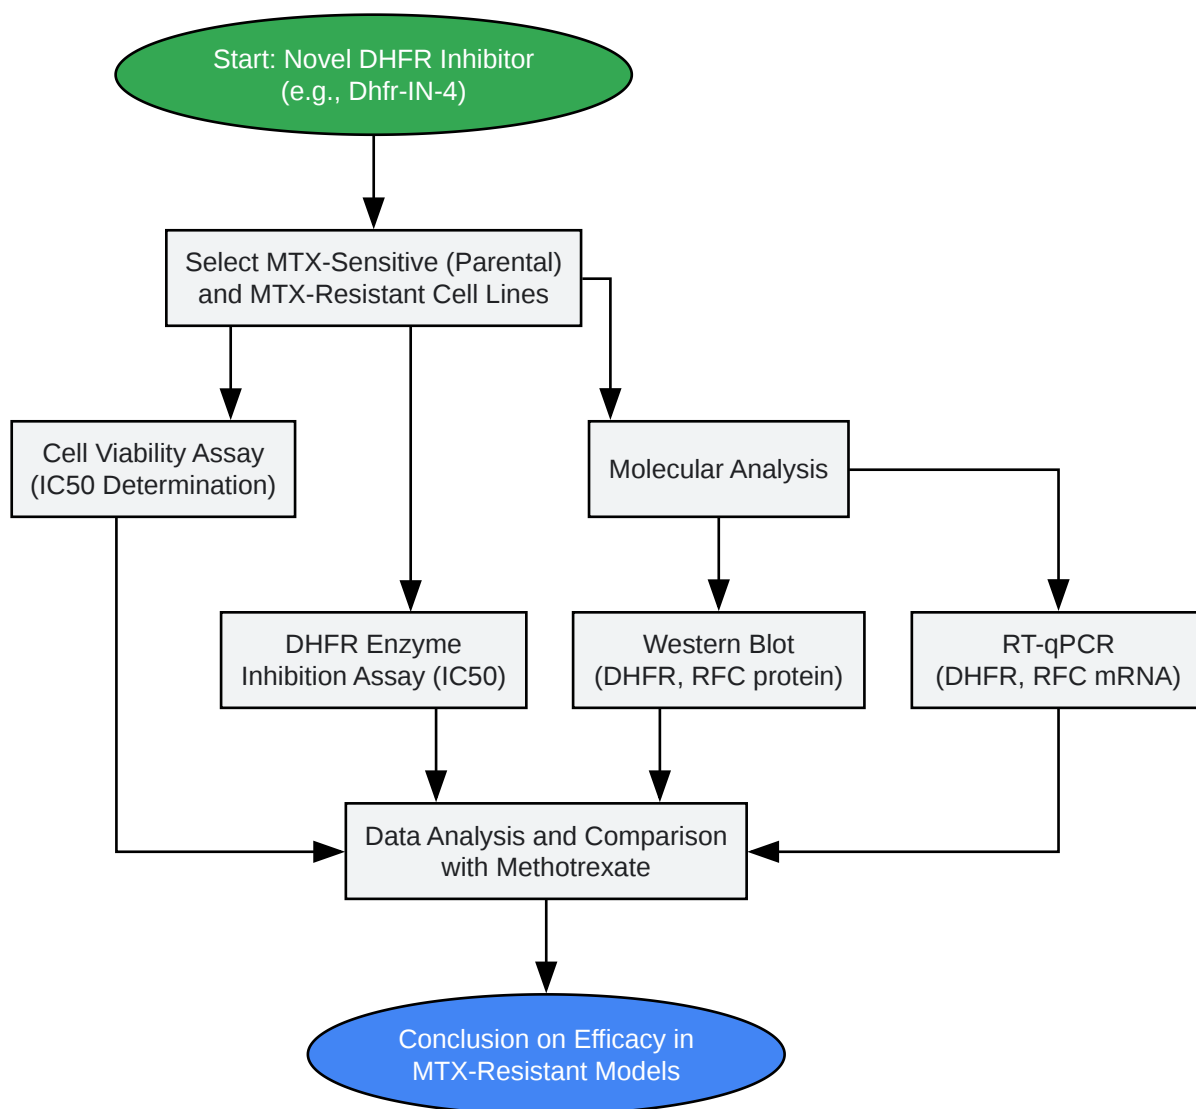 Start: Novel DHFR Inhibitor
(e.g., Dhfr-IN-4)
Select MTX-Sensitive (Parental)
and MTX-Resistant Cell Lines
Cell Viability Assay
(IC50 Determination)
Molecular Analysis
DHFR Enzyme
Inhibition Assay (IC50)
Western Blot
(DHFR, RFC protein)
RT-qPCR
(DHFR, RFC mRNA)
Data Analysis and Comparison
with Methotrexate
Conclusion on Efficacy in
MTX-Resistant Models